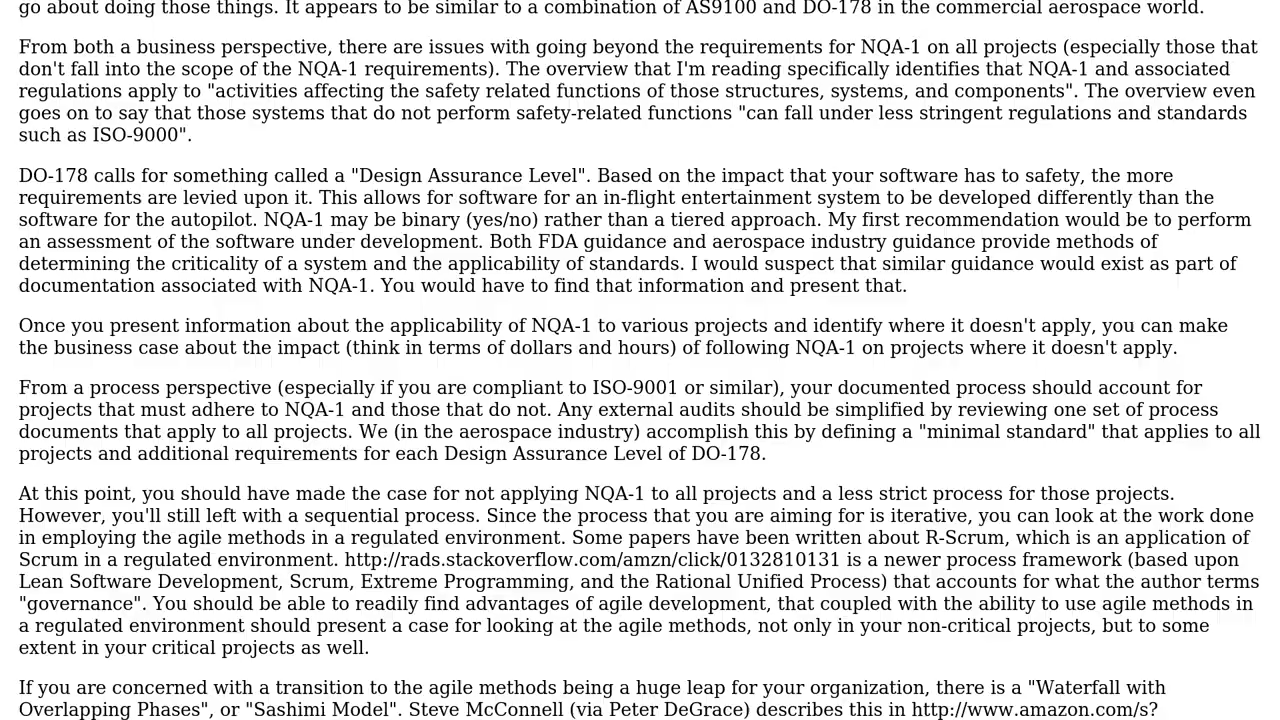 go about doing those things. It appears to be similar to a combination of AS9100 and DO-178 in the commercial aerospace world.
From both a business perspective, there are issues with going beyond the requirements for NQA-1 on all projects (especially those that
don't fall into the scope of the NQA-1 requirements). The overview that I'm reading specifically identifies that NQA-1 and associated
regulations apply to "activities affecting the safety related functions of those structures, systems, and components". The overview even
goes on to say that those systems that do not perform safety-related functions "can fall under less stringent regulations and standards
such as ISO-9000".
DO-178 calls for something called a "Design Assurance Level". Based on the impact that your software has to safety, the more
requirements are levied upon it. This allows for software for an in-flight entertainment system to be developed differently than the
software for the autopilot. NQA-1 may be binary (yes/no) rather than a tiered approach. My first recommendation would be to perform
an assessment of the software under development. Both FDA guidance and aerospace industry guidance provide methods of
determining the criticality of a system and the applicability of standards. I would suspect that similar guidance would exist as part of
documentation associated with NQA-1. You would have to find that information and present that.
Once you present information about the applicability of NQA-1 to various projects and identify where it doesn't apply, you can make
the business case about the impact (think in terms of dollars and hours) of following NQA-1 on projects where it doesn't apply.
From a process perspective (especially if you are compliant to ISO-9001 or similar), your documented process should account for
projects that must adhere to NQA-1 and those that do not. Any external audits should be simplified by reviewing one set of process
documents that apply to all projects. We (in the aerospace industry) accomplish this by defining a "minimal standard" that applies to all
projects and additional requirements for each Design Assurance Level of DO-178.
At this point, you should have made the case for not applying NQA-1 to all projects and a less strict process for those projects.
However, you'll still left with a sequential process. Since the process that you are aiming for is iterative, you can look at the work done
in employing the agile methods in a regulated environment. Some papers have been written about R-Scrum, which is an application of
Scrum in a regulated environment. http://rads.stackoverflow.com/amzn/click/0132810131 is a newer process framework (based upon
Lean Software Development, Scrum, Extreme Programming, and the Rational Unified Process) that accounts for what the author terms
"governance". You should be able to readily find advantages of agile development, that coupled with the ability to use agile methods in
a regulated environment should present a case for looking at the agile methods, not only in your non-critical projects, but to some
extent in your critical projects as well.
If you are concerned with a transition to the agile methods being a huge leap for your organization, there is a "Waterfall with
Overlapping Phases", or "Sashimi Model". Steve McConnell (via Peter DeGrace) describes this in http://www.amazon.com/s?